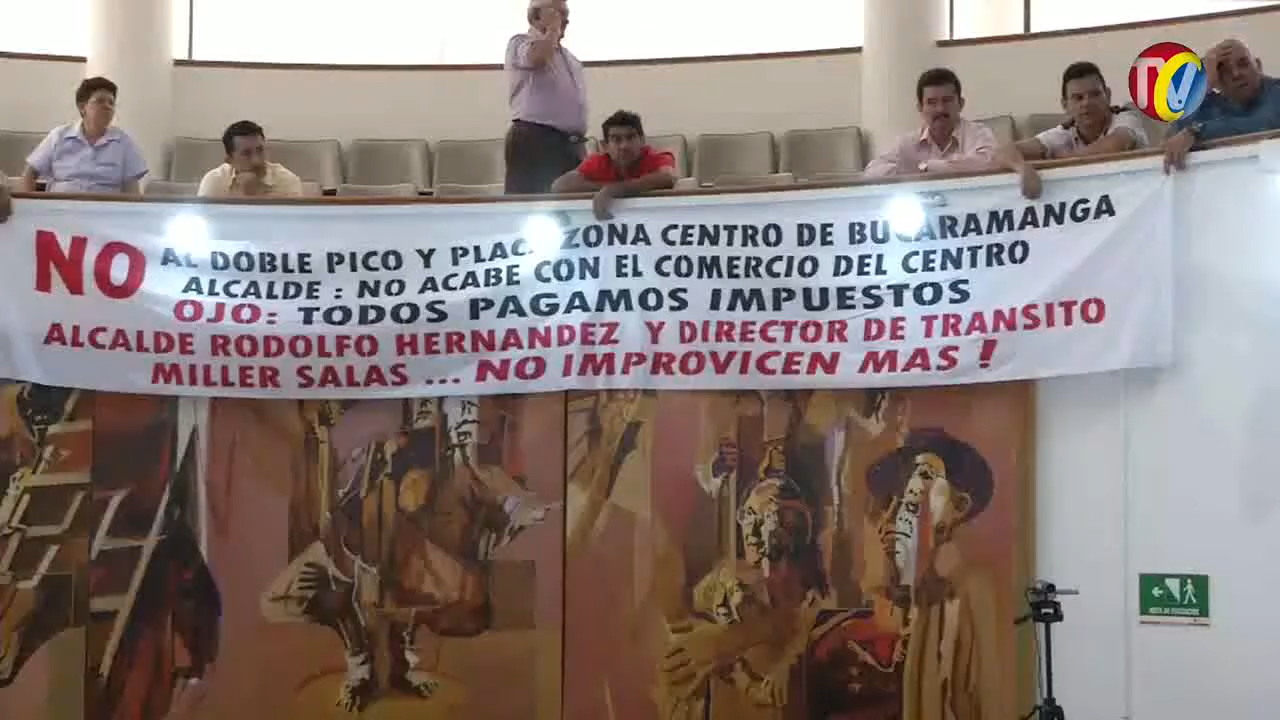 NO AL DOBLE PICO Y PLACA ZONA CENTRO DE BUCARAMANGA
ALCALDE : NO ACABE CON EL COMERCIO DEL CENTRO
OJO: TODOS PAGAMOS IMPUESTOS
ALCALDE RODOLFO HERNANDEZ Y DIRECTOR DE TRANSITO
MILLER SALAS ... NO IMPROVICEN MAS !
TCV